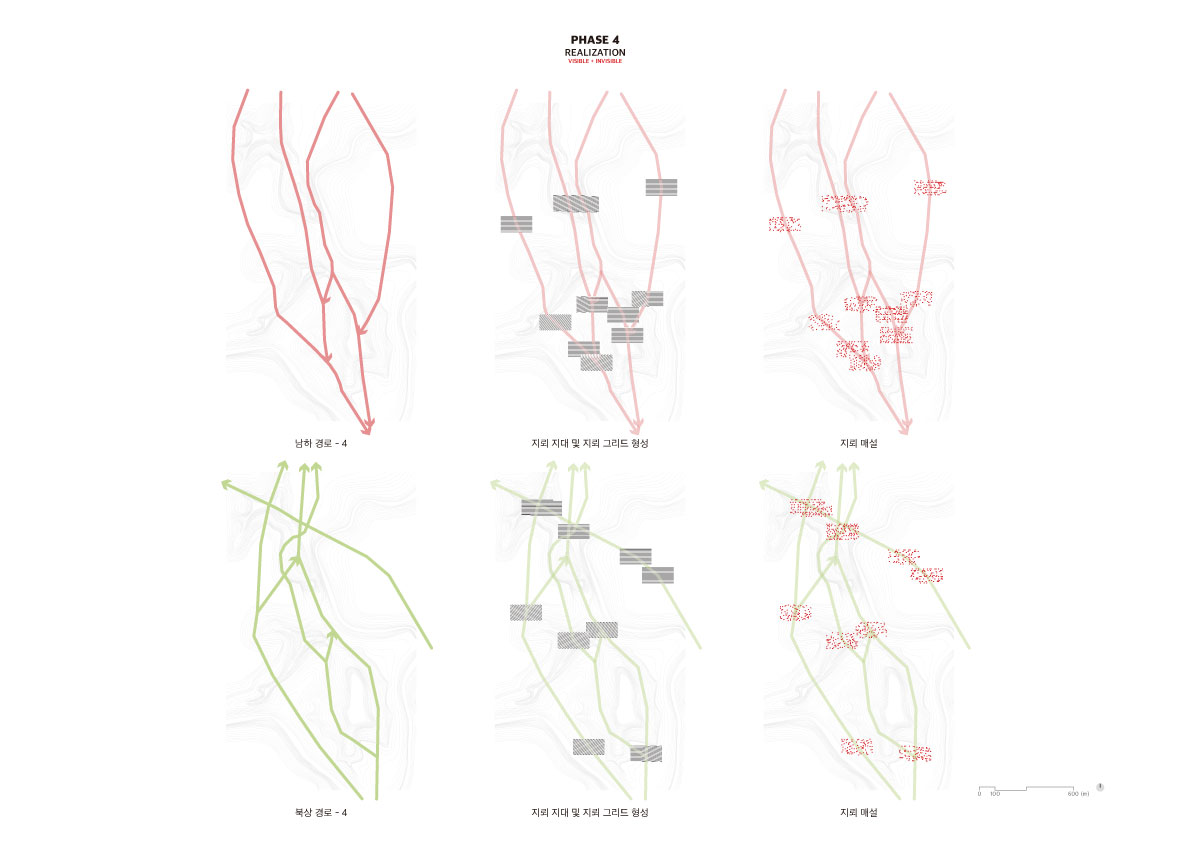 PHASE 4
REALIZATION
VISIBLE + INVISIBLE
남하 경로 - 4
지뢰 지대 및 지뢰 그리드 형성
지뢰 매설
북상 경로 - 4
지뢰 지대 및 지뢰 그리드 형성
지뢰 매설
0 100 600 (m)